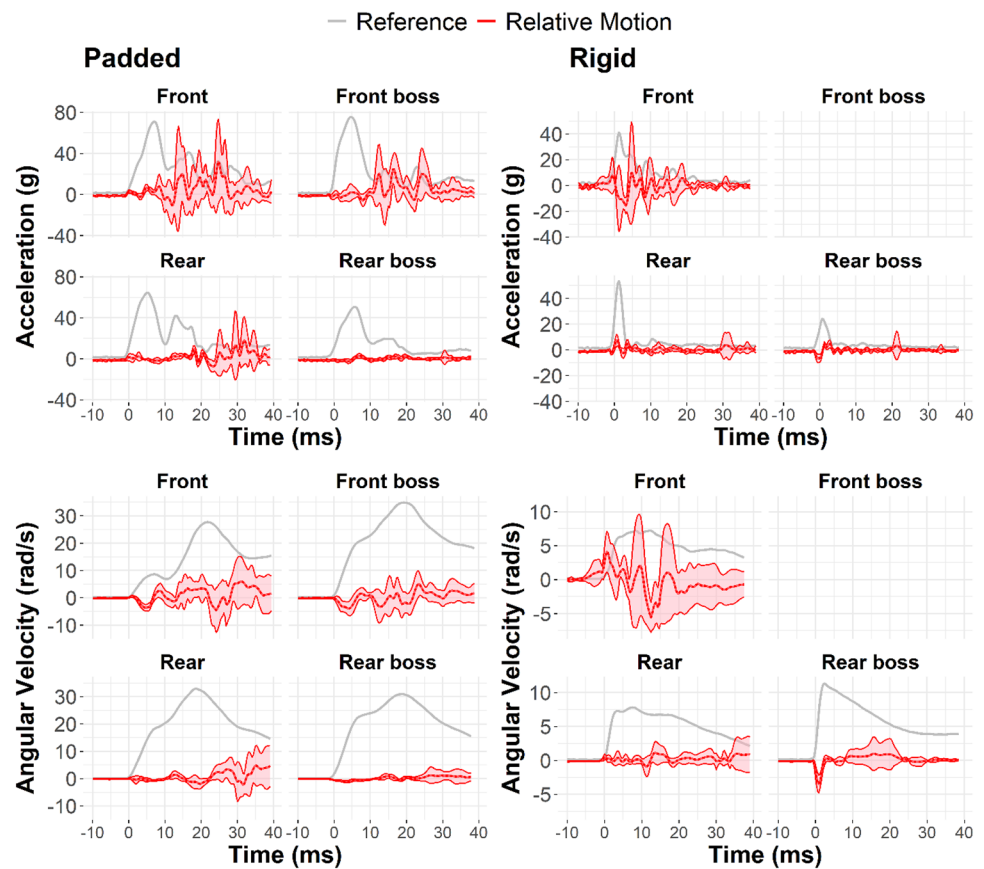 Reference Relative Motion
Padded Rigid
Front Front boss Front Front boss
Acceleration (g)
80
40
0
-40
Acceleration (g)
40
20
0
-20
-40
Rear Rear boss Rear Rear boss
80
40
0
-40
40
20
0
-20
-40
-10 0 10 20 30 40 -10 0 10 20 30 40 -10 0 10 20 30 40 -10 0 10 20 30 40
Time (ms) Time (ms)
Front Front boss Front Front boss
Angular Velocity (rad/s)
30
20
10
0
-10
Angular Velocity (rad/s)
10
5
0
-5
Rear Rear boss Rear Rear boss
30
20
10
0
-10
10
5
0
-5
-10 0 10 20 30 40 -10 0 10 20 30 40 -10 0 10 20 30 40 -10 0 10 20 30 40
Time (ms) Time (ms)